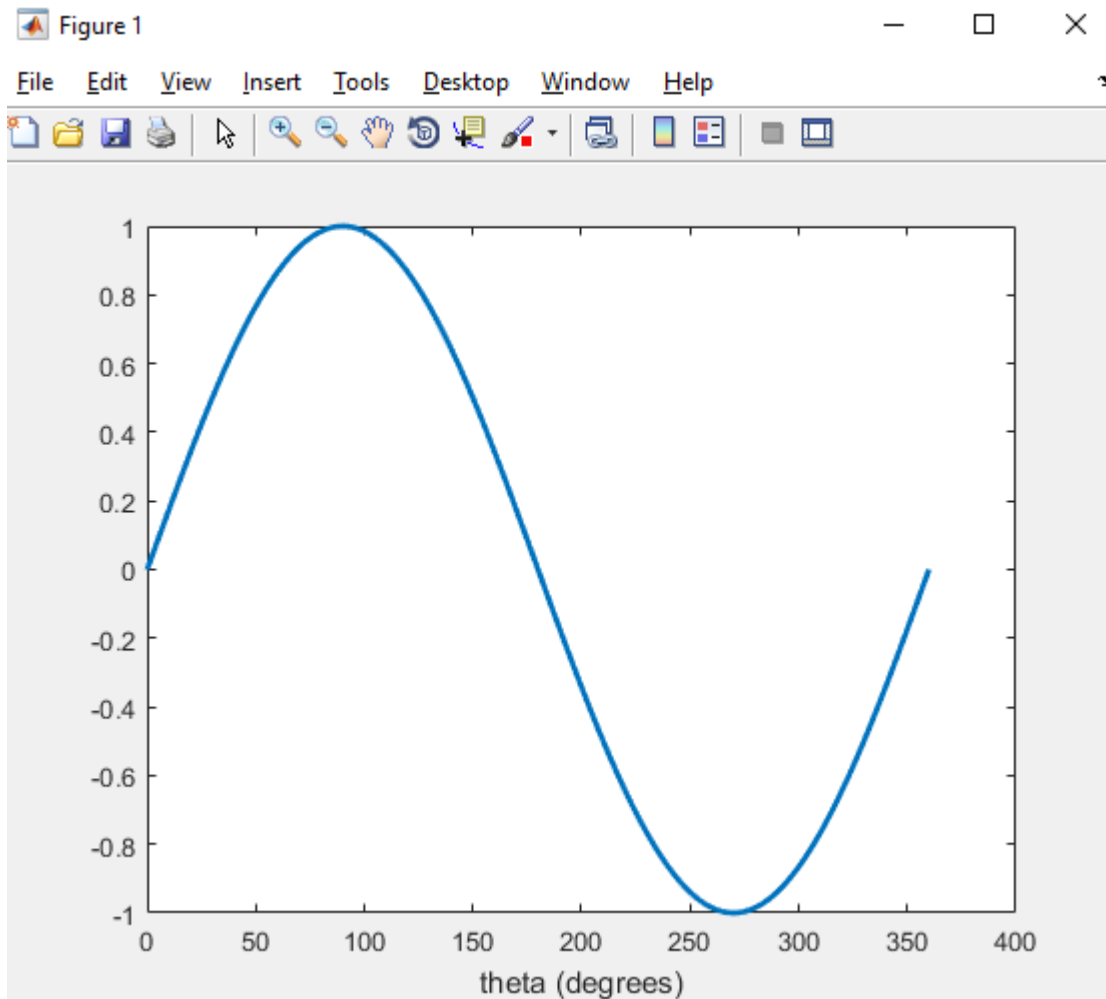 Figure 1
File Edit View Insert Tools Desktop Window Help
1
0.8
0.6
0.4
0.2
0
-0.2
-0.4
-0.6
-0.8
-1
0 50 100 150 200 250 300 350 400
theta (degrees)